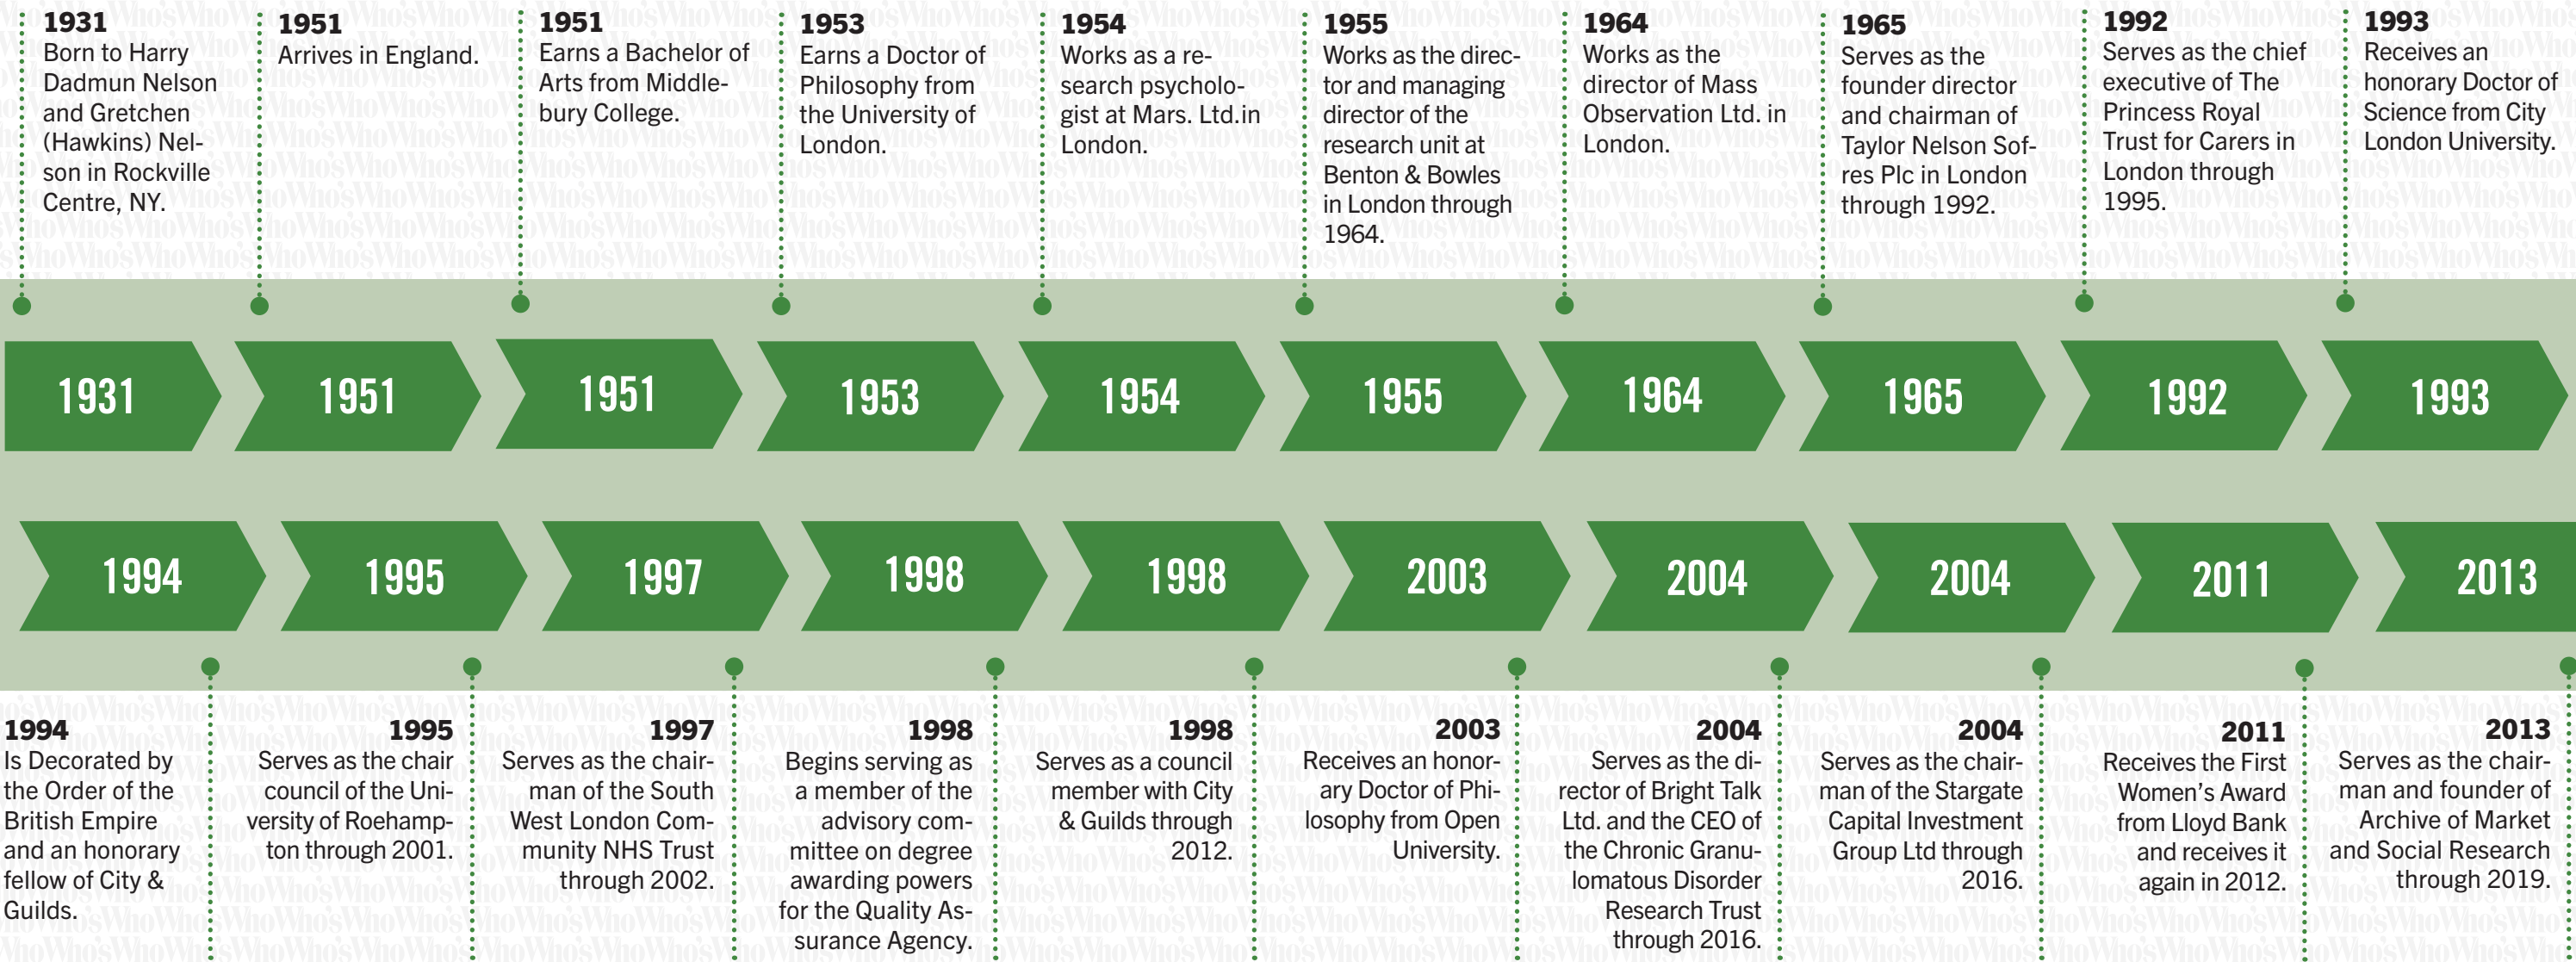 1931
Born to Harry
Dadmun Nelson
and Gretchen
(Hawkins) Nel-
son in Rockville
Centre, NY.
1951
Arrives in England.
1951
Earns a Bachelor of
Arts from Middle-
bury College.
1953
Earns a Doctor of
Philosophy from
the University of
London.
1954
Works as a re-
search psycholo-
gist at Mars. Ltd.in
London.
1955
Works as the direc-
tor and managing
director of the
research unit at
Benton & Bowles
in London through
1964.
1964
Works as the
director of Mass
Observation Ltd. in
London.
1965
Serves as the
founder director
and chairman of
Taylor Nelson Sof-
res Plc in London
through 1992.
1992
Serves as the chief
executive of The
Princess Royal
Trust for Carers in
London through
1995.
1993
Receives an
honorary Doctor of
Science from City
London University.
1931
1951
1951
1953
1954
1955
1964
1965
1992
1993
1994
1995
1997
1998
1998
2003
2004
2004
2011
2013
1994
Is Decorated by
the Order of the
British Empire
and an honorary
fellow of City &
Guilds.
1995
Serves as the chair
council of the Uni-
versity of Roehamp-
ton through 2001.
1997
Serves as the chair-
man of the South
West London Com-
munity NHS Trust
through 2002.
1998
Begins serving as
a member of the
advisory com-
mittee on degree
awarding powers
for the Quality As-
surance Agency.
1998
Serves as a council
member with City
& Guilds through
2012.
2003
Receives an honor-
ary Doctor of Phi-
losophy from Open
University.
2004
Serves as the di-
rector of Bright Talk
Ltd. and the CEO of
the Chronic Granu-
lomatous Disorder
Research Trust
through 2016.
2004
Serves as the chair-
man of the Stargate
Capital Investment
Group Ltd through
2016.
2011
Receives the First
Women's Award
from Lloyd Bank
and receives it
again in 2012.
2013
Serves as the chair-
man and founder of
Archive of Market
and Social Research
through 2019.